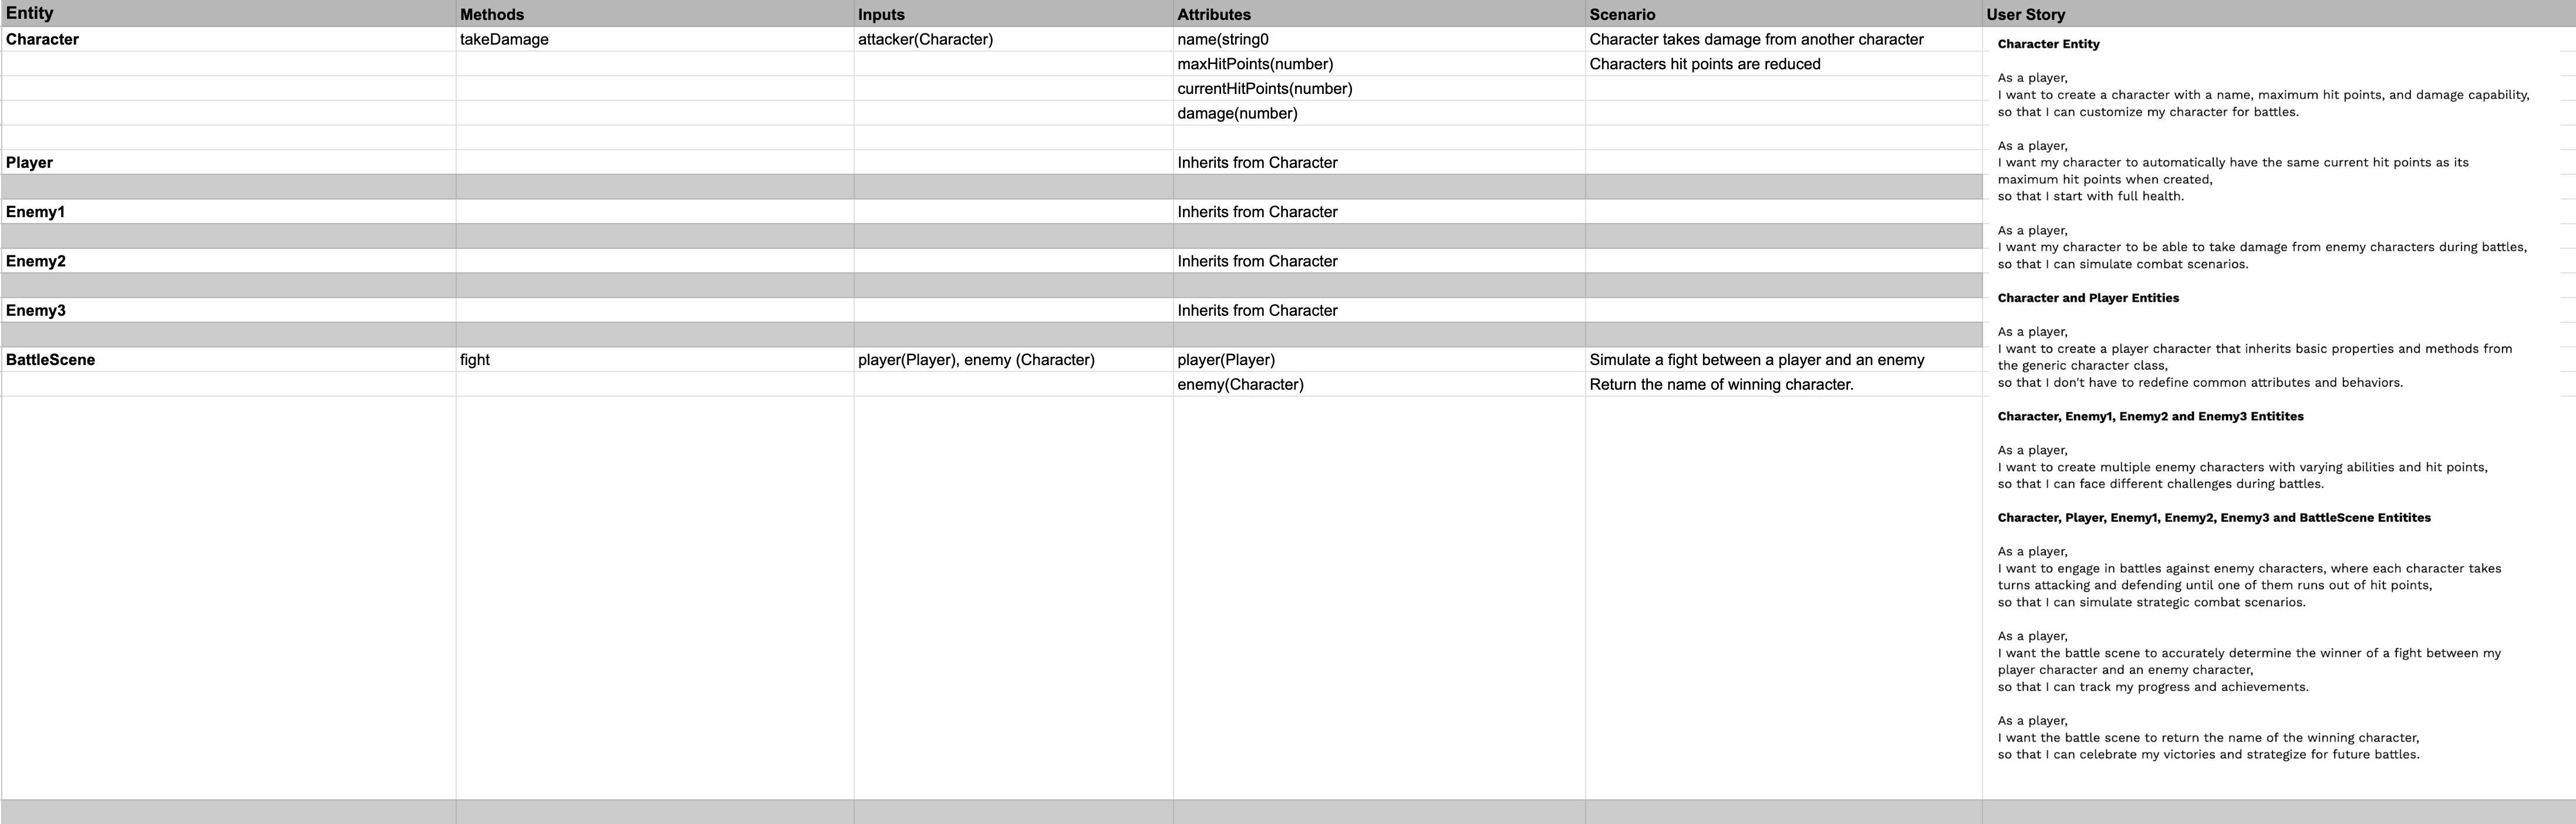 Entity Methods Inputs Attributes Scenario User Story
Character takeDamage attacker(Character) name(string0 Character takes damage from another character
maxHitPoints(number) Characters hit points are reduced
currentHitPoints(number)
damage(number)
Player Inherits from Character
Enemy1 Inherits from Character
Enemy2 Inherits from Character
Enemy3 Inherits from Character
BattleScene fight player(Player), enemy (Character) player(Player) Simulate a fight between a player and an enemy
enemy(Character) Return the name of winning character.
Character Entity
As a player,
I want to create a character with a name, maximum hit points, and damage capability,
so that I can customize my character for battles.
As a player,
I want my character to automatically have the same current hit points as its
maximum hit points when created,
so that I start with full health.
As a player,
I want my character to be able to take damage from enemy characters during battles,
so that I can simulate combat scenarios.
Character and Player Entities
As a player,
I want to create a player character that inherits basic properties and methods from
the generic character class,
so that I don't have to redefine common attributes and behaviors.
Character, Enemy1, Enemy2 and Enemy3 Entitites
As a player,
I want to create multiple enemy characters with varying abilities and hit points,
so that I can face different challenges during battles.
Character, Player, Enemy1, Enemy2, Enemy3 and BattleScene Entitites
As a player,
I want to engage in battles against enemy characters, where each character takes
turns attacking and defending until one of them runs out of hit points,
so that I can simulate strategic combat scenarios.
As a player,
I want the battle scene to accurately determine the winner of a fight between my
player character and an enemy character,
so that I can track my progress and achievements.
As a player,
I want the battle scene to return the name of the winning character,
so that I can celebrate my victories and strategize for future battles.